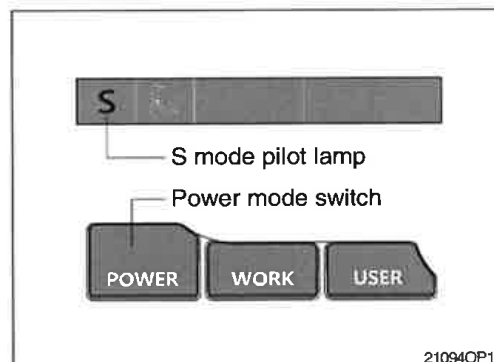 S
S mode pilot lamp
Power mode switch
POWER WORK USER
21094OP1